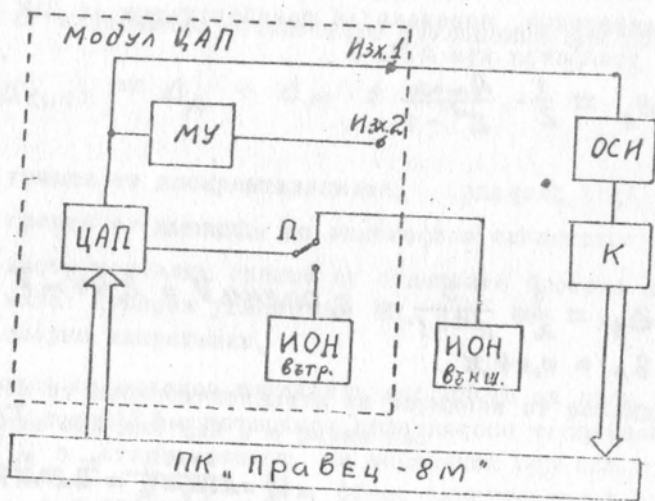 Модул ЦАП
Изх.1
МУ
Изх.2
ОСИ
ЦАП
П
К
ИОН
вътр.
ИОН
външ.
ПК „Правец-8М"